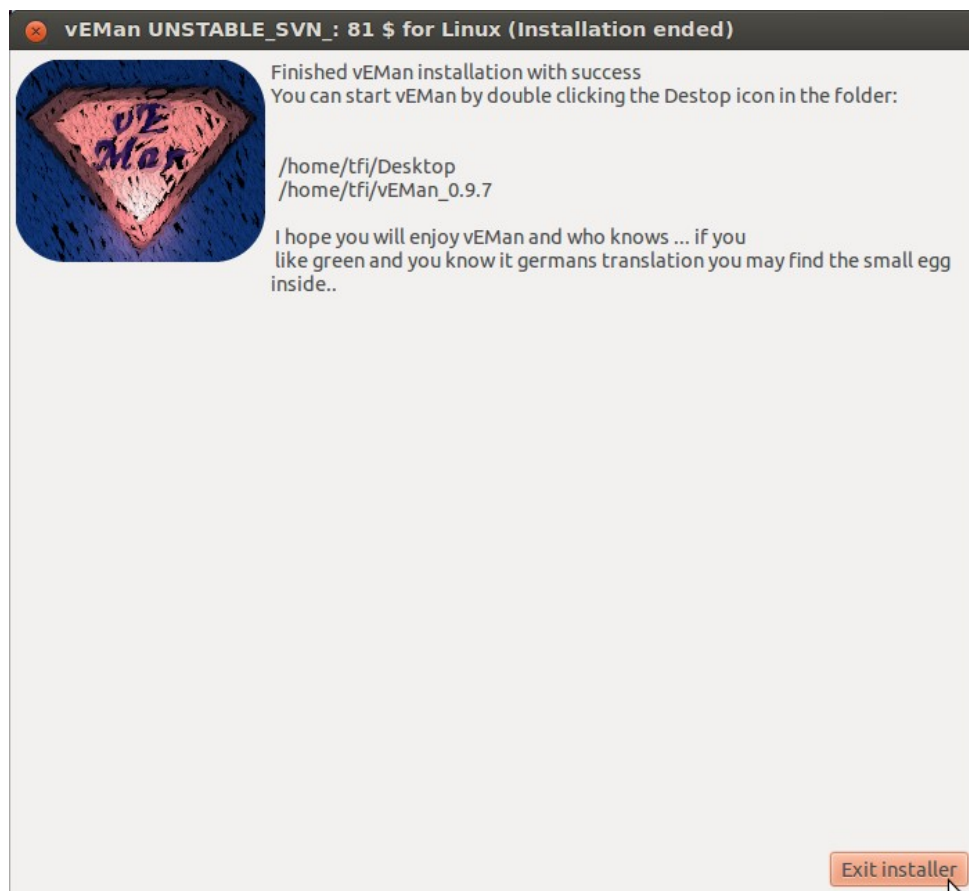 vEMan UNSTABLE_SVN_: 81 $ for Linux (Installation ended)
vE
Man
Finished vEMan installation with success
You can start vEMan by double clicking the Destop icon in the folder:
/home/tfi/Desktop
/home/tfi/vEMan_0.9.7
I hope you will enjoy vEMan and who knows ... if you
like green and you know it germans translation you may find the small egg
inside..
Exit installer